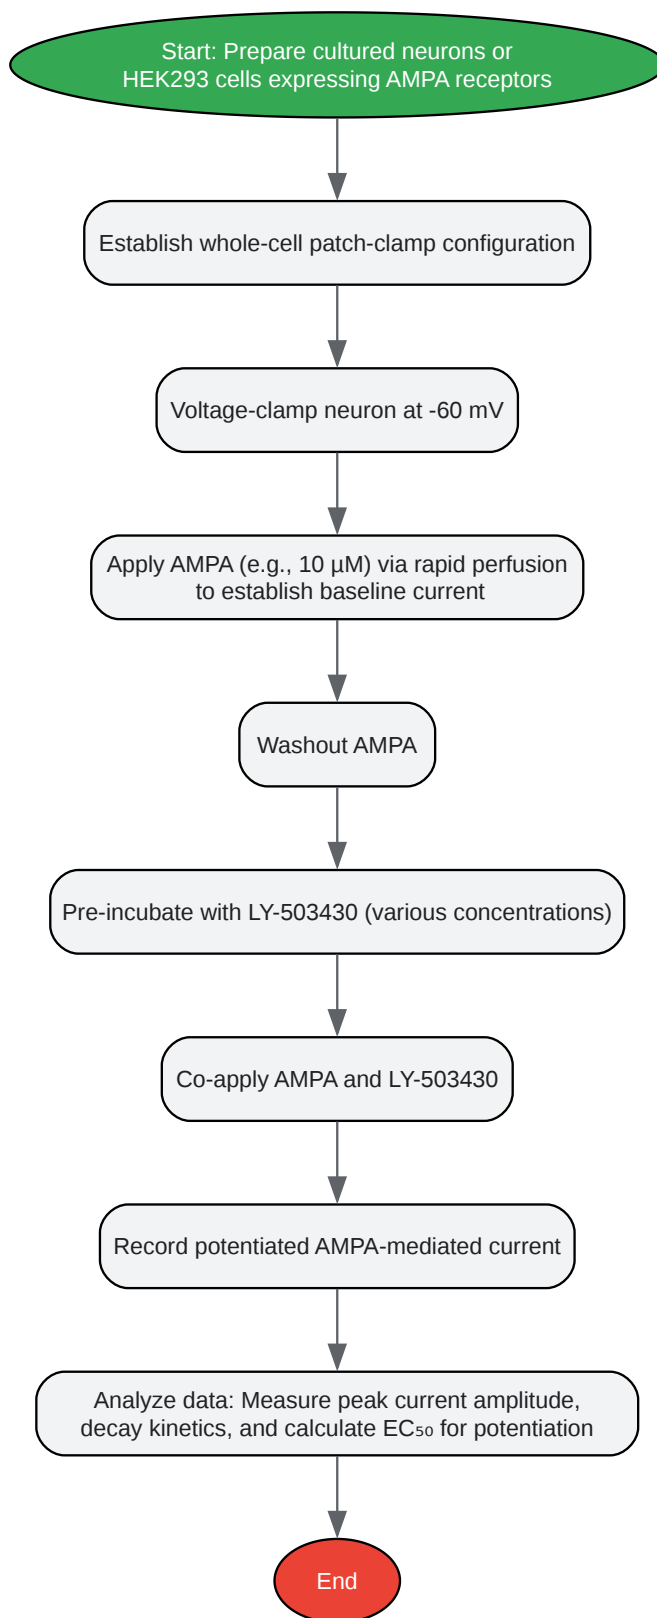 Start: Prepare cultured neurons or
HEK293 cells expressing AMPA receptors
Establish whole-cell patch-clamp configuration
Voltage-clamp neuron at -60 mV
Apply AMPA (e.g., 10 µM) via rapid perfusion
to establish baseline current
Washout AMPA
Pre-incubate with LY-503430 (various concentrations)
Co-apply AMPA and LY-503430
Record potentiated AMPA-mediated current
Analyze data: Measure peak current amplitude,
decay kinetics, and calculate EC₅₀ for potentiation
End